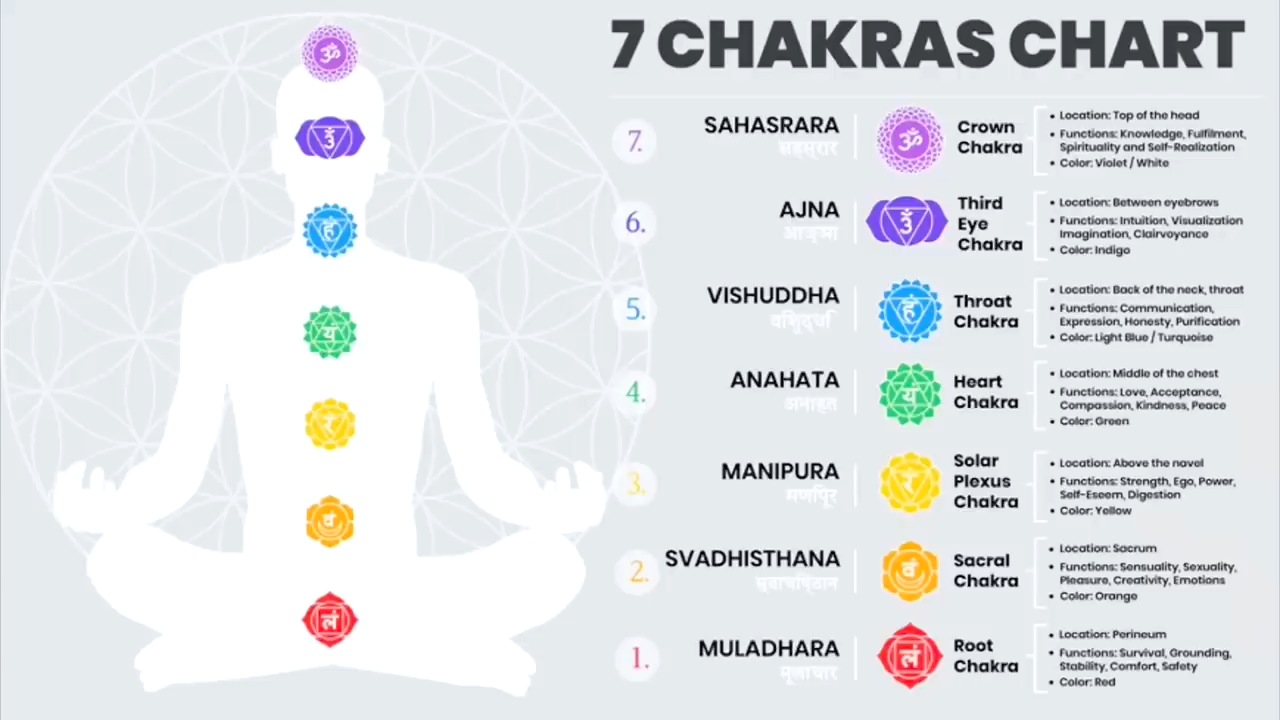 7 CHAKRAS CHART
ॐ
7.
SAHASRARA
ॐ
Crown
Chakra
• Location: Top of the head
• Functions: Knowledge, Fulfilment,
Spirituality and Self-Realization
• Color: Violet / White
6.
AJNA
Third
Eye
Chakra
• Location: Between eyebrows
• Functions: Intuition, Visualization
Imagination, Clairvoyance
• Color: Indigo
हं
5.
VISHUDDHA
हं
Throat
Chakra
• Location: Back of the neck, throat
• Functions: Communication,
Expression, Honesty, Purification
• Color: Light Blue / Turquoise
यं
4.
ANAHATA
अनाहत
यं
Heart
Chakra
• Location: Middle of the chest
• Functions: Love, Acceptance,
Compassion, Kindness, Peace
• Color: Green
रं
3.
MANIPURA
रं
Solar
Plexus
Chakra
• Location: Above the navel
• Functions: Strength, Ego, Power,
Self-Eseem, Digestion
• Color: Yellow
वं
2.
SVADHISTHANA
वं
Sacral
Chakra
• Location: Sacrum
• Functions: Sensuality, Sexuality,
Pleasure, Creativity, Emotions
• Color: Orange
लं
1.
MULADHARA
लं
Root
Chakra
• Location: Perineum
• Functions: Survival, Grounding,
Stability, Comfort, Safety
• Color: Red